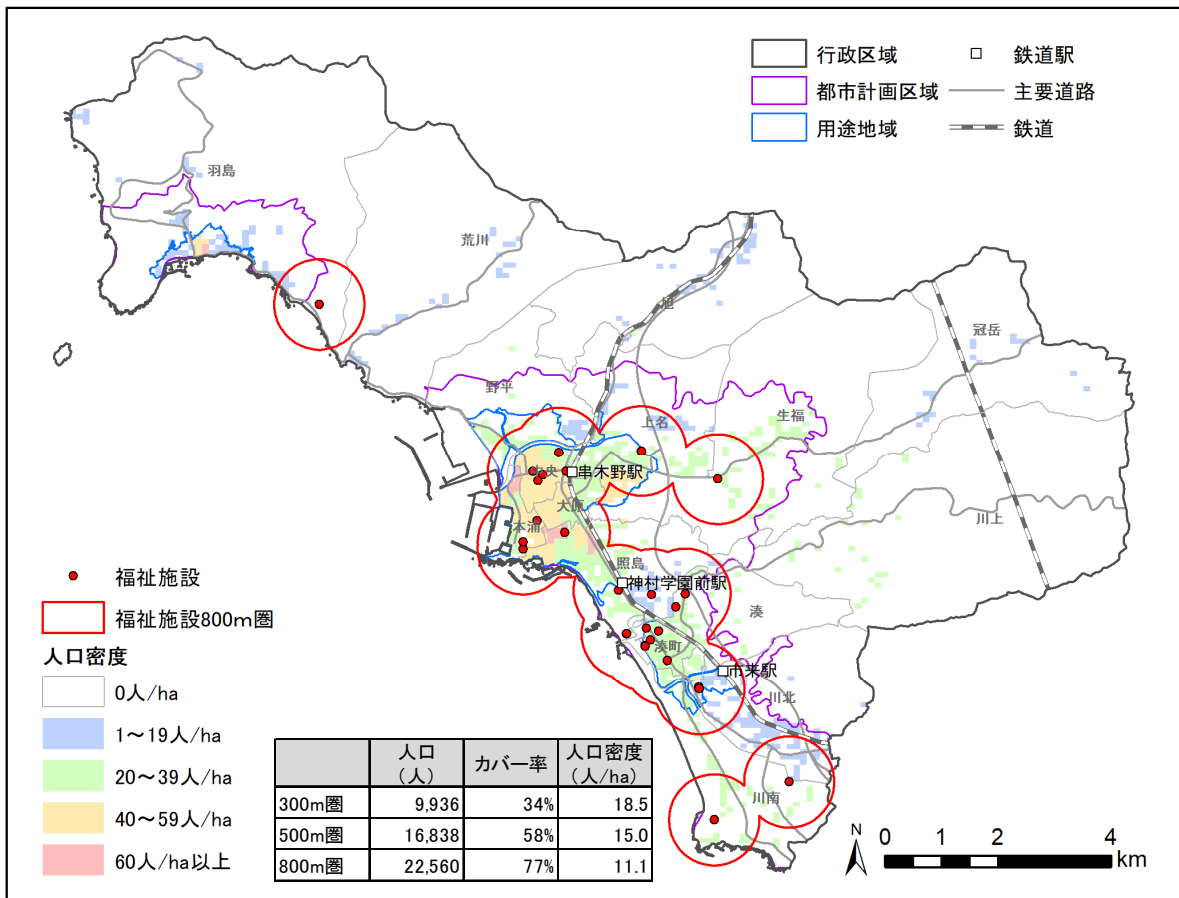 行政区域
鉄道駅
都市計画区域
主要道路
用途地域
鉄道
羽島
荒川
旭
冠岳
野平
上名
生福
中央
串木野駅
大原
本浦
川上
照島
神村学園前駅
湊
湊町
市来駅
川北
川南
福祉施設
福祉施設800m圏
人口密度
0人/ha
1～19人/ha
20～39人/ha
40～59人/ha
60人/ha以上
人口
（人）
カバー率
人口密度
（人/ha）
300m圏 9,936 34% 18.5
500m圏 16,838 58% 15.0
800m圏 22,560 77% 11.1
N
0 2 4
km